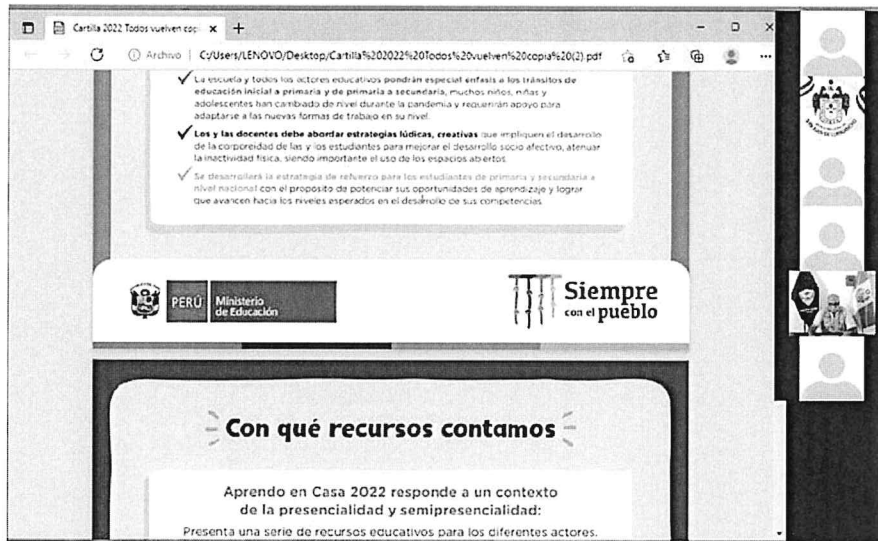 Cartilla 2022 Todos vuelven copi
Archivo
C:/Users/LENOVO/Desktop/Cartilla%202022%20Todos%20vuelven%20copia%20(2).pdf
La escuela y todos los actores educativos pondrán especial énfasis a los tránsitos de
educación inicial a primaria y de primaria a secundaria, muchos niños, niñas y
adolescentes han cambiado de nivel durante la pandemia y requerirán apoyo para
adaptarse a las nuevas formas de trabajo en su nivel.
Los y las docentes debe abordar estrategias lúdicas, creativas que impliquen el desarrollo
de la corporeidad de las y los estudiantes para mejorar el desarrollo socio afectivo, atenuar
la inactividad física, siendo importante el uso de los espacios abiertos.
Se desarrollará la estrategia de refuerzo para los estudiantes de primaria y secundaria a
nivel nacional con el propósito de potenciar sus oportunidades de aprendizaje y lograr
que avancen hacia los niveles esperados en el desarrollo de sus competencias
PERÚ
Ministerio
de Educación
Siempre
con el pueblo
Con qué recursos contamos
Aprendo en Casa 2022 responde a un contexto
de la presencialidad y semipresencialidad:
Presenta una serie de recursos educativos para los diferentes actores.